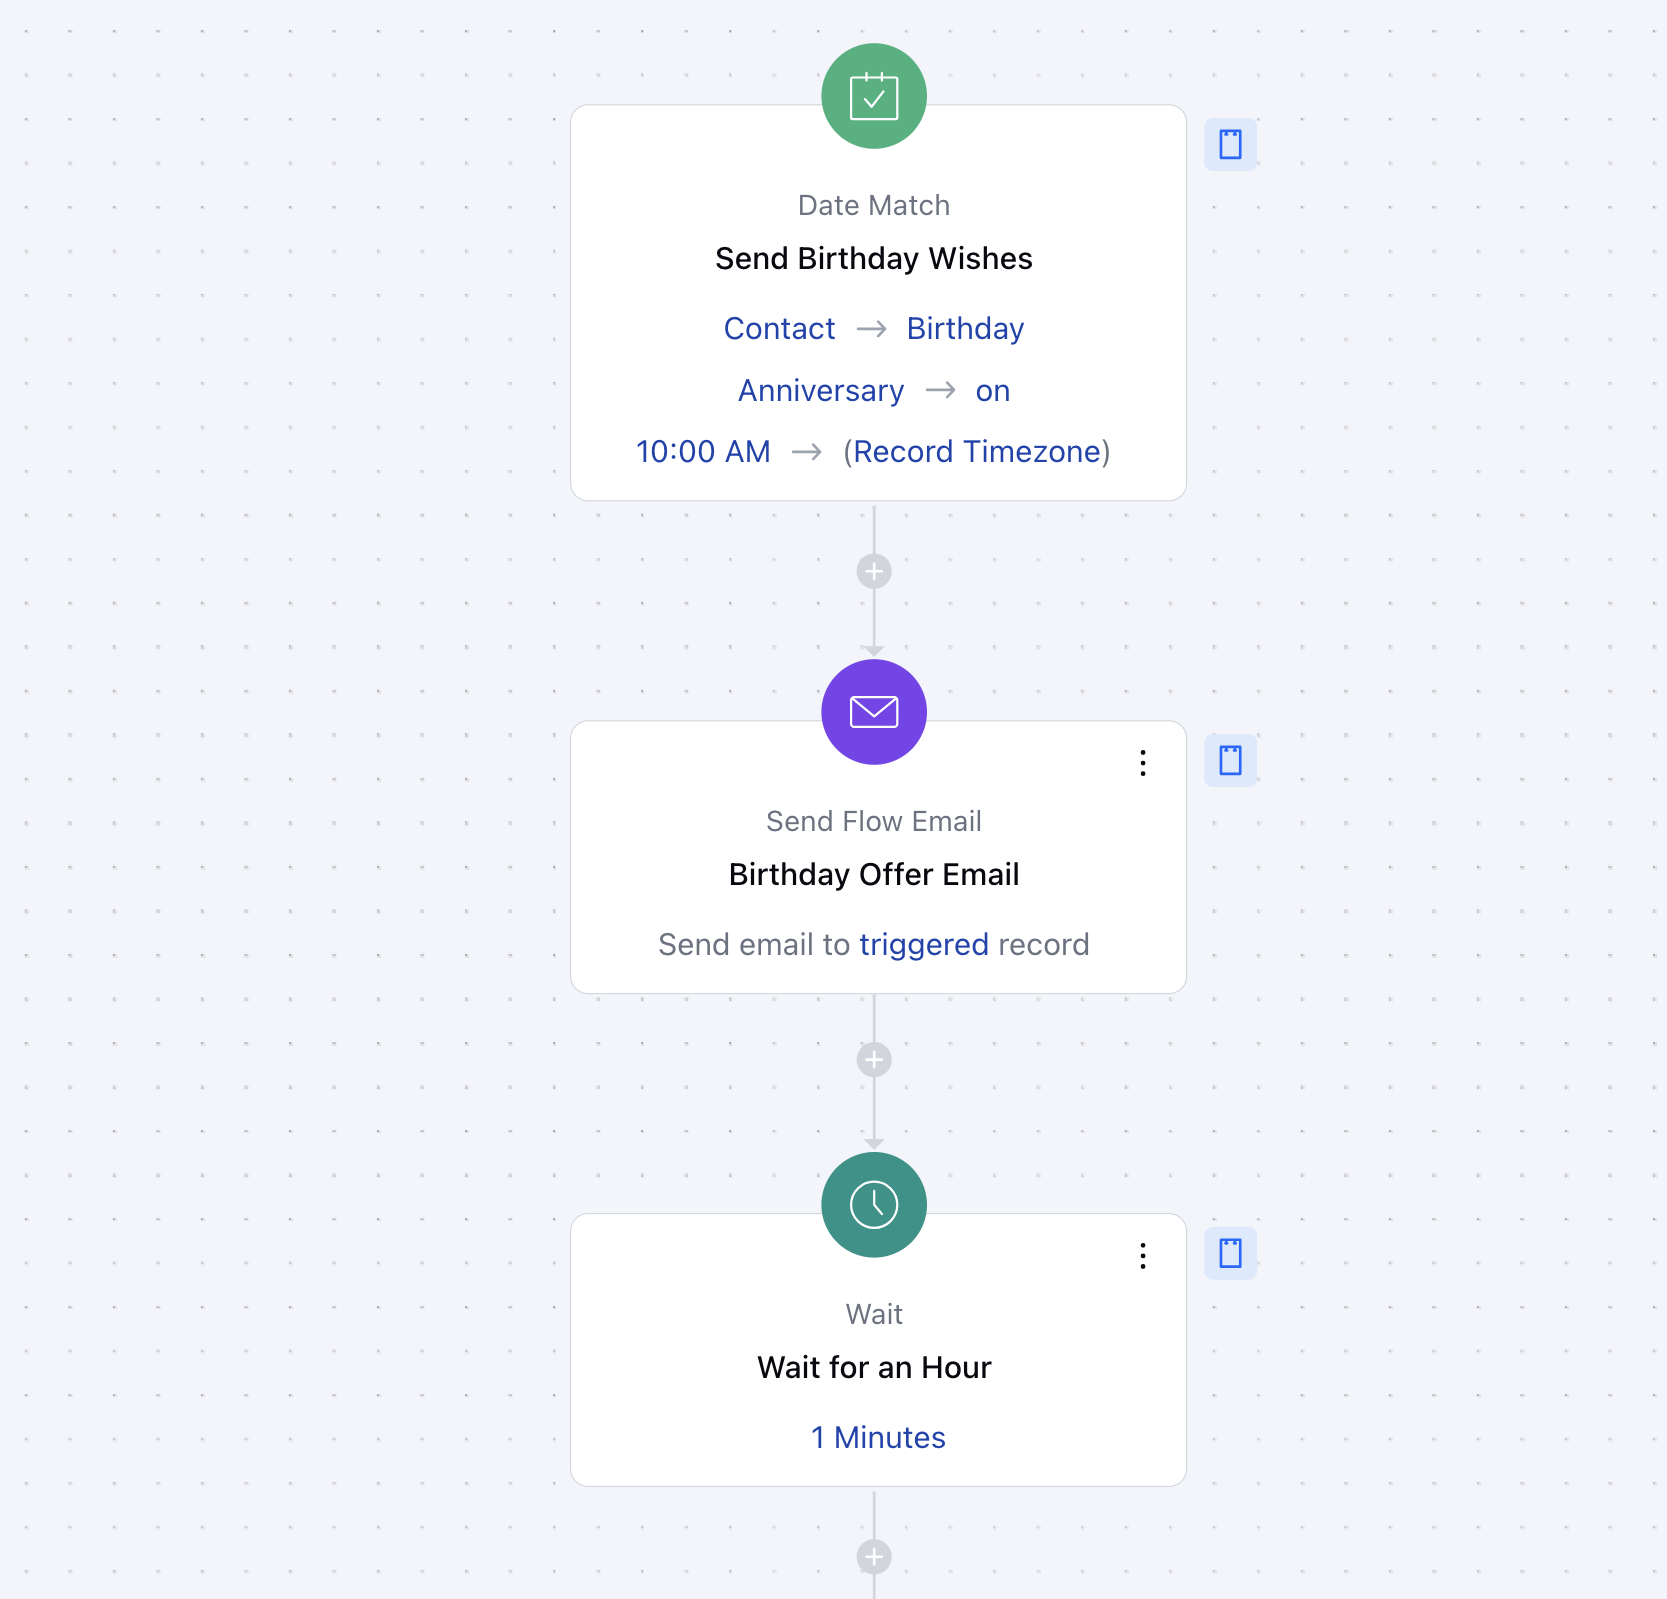 Date Match
Send Birthday Wishes
Contact → Birthday
Anniversary → on
10:00 AM → (Record Timezone)
Send Flow Email
Birthday Offer Email
Send email to triggered record
Wait
Wait for an Hour
1 Minutes